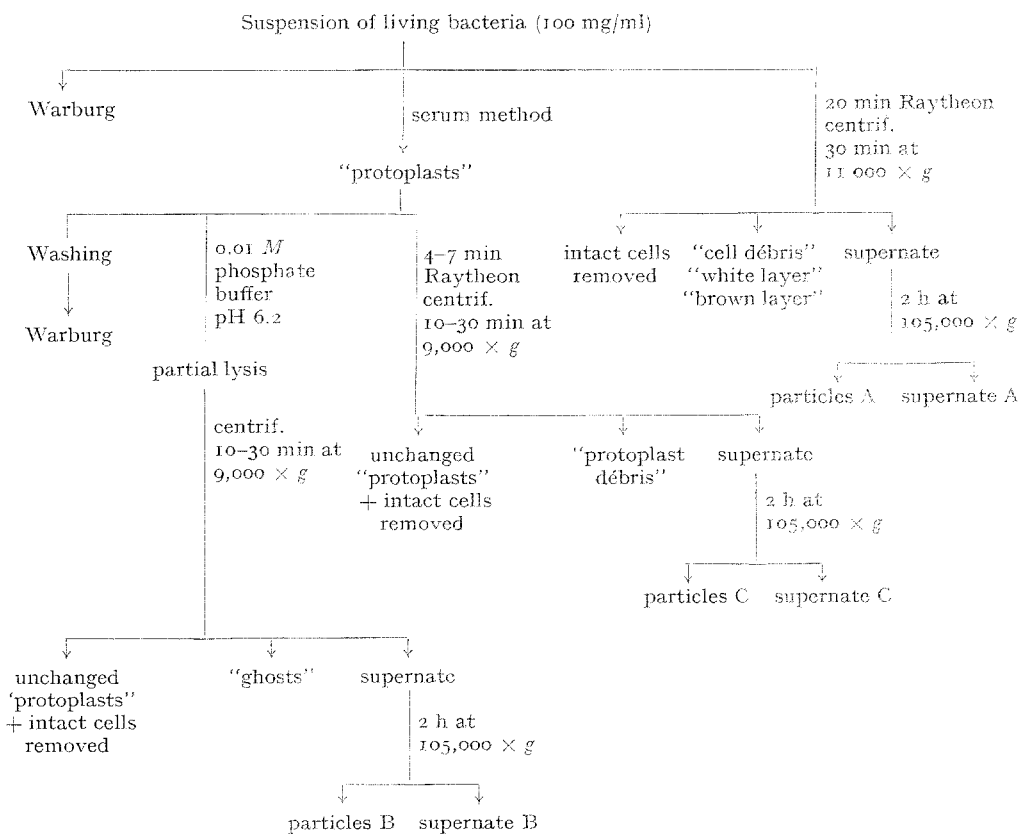 Suspension of living bacteria (100 mg/ml)
Warburg
serum method
20 min Raytheon
centrif.
30 min at
11 000 × g
"protoplasts"
Washing
0.01 M
phosphate
buffer
pH 6.2
4–7 min
Raytheon
centrif.
10–30 min at
9,000 × g
intact cells
removed
"cell débris"
"white layer"
"brown layer"
supernate
2 h at
105,000 × g
Warburg
partial lysis
particles A
supernate A
centrif.
10–30 min at
9,000 × g
unchanged
"protoplasts"
+ intact cells
removed
"protoplast
débris"
supernate
2 h at
105,000 × g
particles C
supernate C
unchanged
'protoplasts"
+ intact cells
removed
"ghosts"
supernate
2 h at
105,000 × g
particles B
supernate B